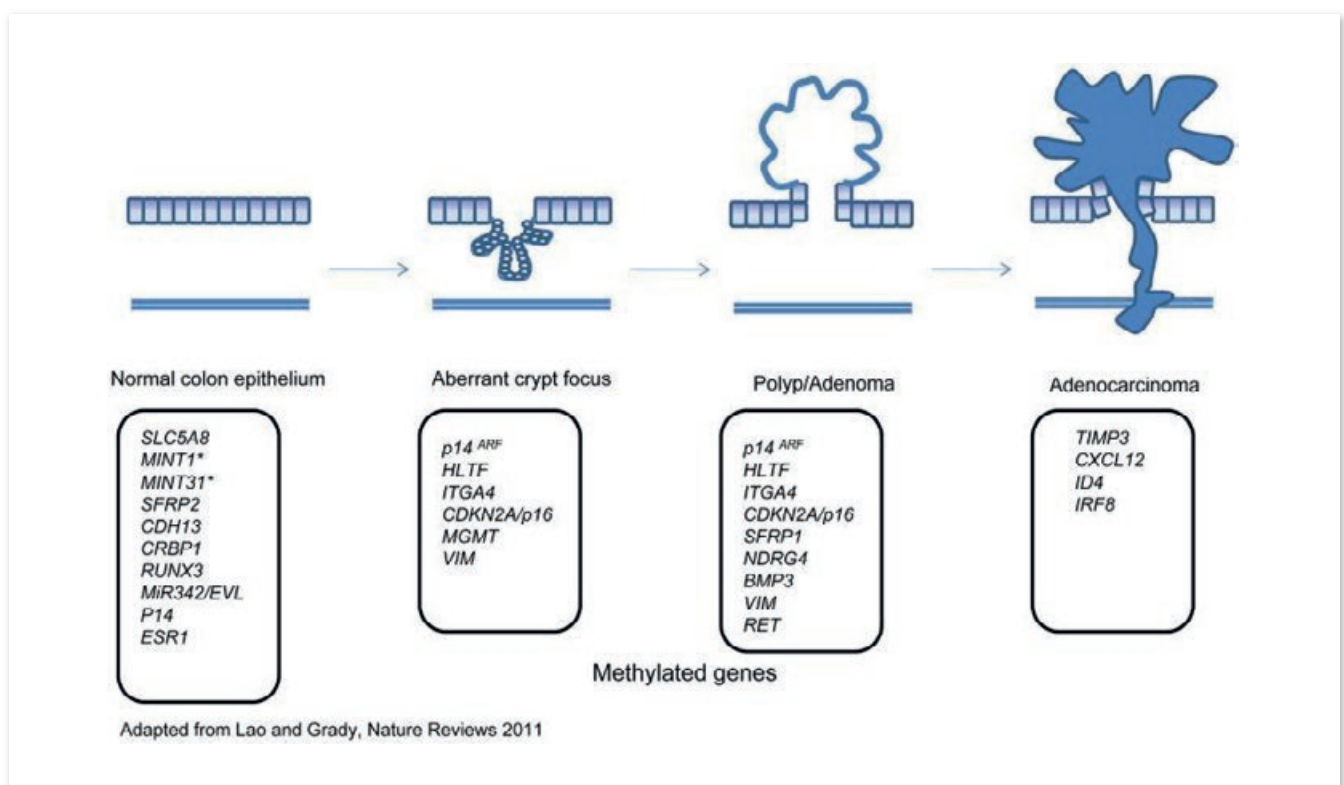 Normal colon epithelium
Aberrant crypt focus
Polyp/Adenoma
Adenocarcinoma
SLC5A8
MINT1*
MINT31*
SFRP2
CDH13
CRBP1
RUNX3
MiR342/EVL
P14
ESR1
p14 ARF
HLTF
ITGA4
CDKN2A/p16
MGMT
VIM
p14 ARF
HLTF
ITGA4
CDKN2A/p16
SFRP1
NDRG4
BMP3
VIM
RET
TIMP3
CXCL12
ID4
IRF8
Methylated genes
Adapted from Lao and Grady, Nature Reviews 2011